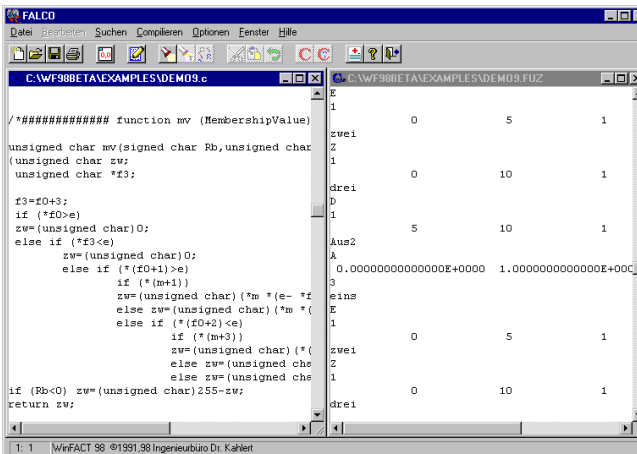 FALCO
Datei Bearbeiten Suchen Compilieren Optionen Fenster Hilfe
C:\WF98BETA\EXAMPLES\DEMO9.c
/*############# function mv (MembershipValue)
unsigned char mv(signed char Rb,unsigned char
(unsigned char zw;
unsigned char *f3;
f3=f0+3;
if (*f0>e)
zw=(unsigned char)0;
else if (*f3<e)
zw=(unsigned char)0;
else if (*(f0+1)>e)
if (*(m+1))
zw=(unsigned char)(*m *(e- *f
else zw=(unsigned char)(*m *(
else if (*(f0+2)<e)
if (*(m+3))
zw=(unsigned char)(*(
else zw=(unsigned cha
else zw=(unsigned cha
if (Rb<0) zw=(unsigned char)255-zw;
return zw;
C:\WF98BETA\EXAMPLES\DEMO9.FUZ
E
1
0 5 1
zwei
Z
1
0 10 1
drei
D
1
5 10 1
Aus2
A
0.00000000000000E+0000 1.0000000000000E+000
3
eins
E
1
0 5 1
zwei
Z
1
0 10 1
drei
1: 1 WinFACT 98 ©1991,98 Ingenieurbüro Dr. Kahlert